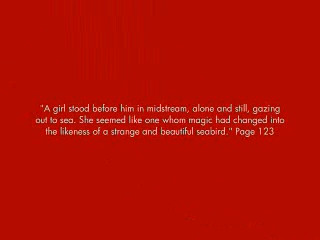 "A girl stood before him in midstream, alone and still, gazing
out to sea. She seemed like one whom magic had changed into
the likeness of a strange and beautiful seabird." Page 123